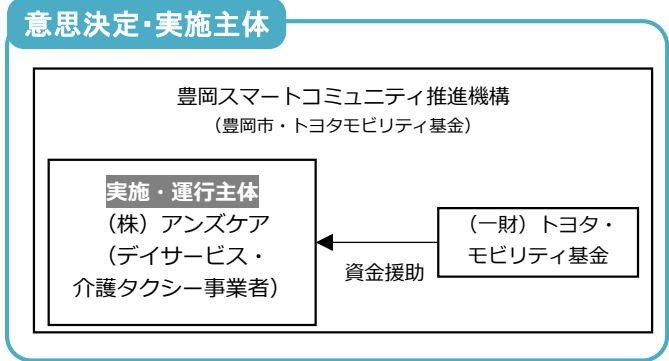 意思決定・実施主体
豊岡スマートコミュニティ推進機構
（豊岡市・トヨタモビリティ基金）
実施・運行主体
（株）アンズケア
（デイサービス・
介護タクシー事業者）
資金援助
（一財）トヨタ・
モビリティ基金